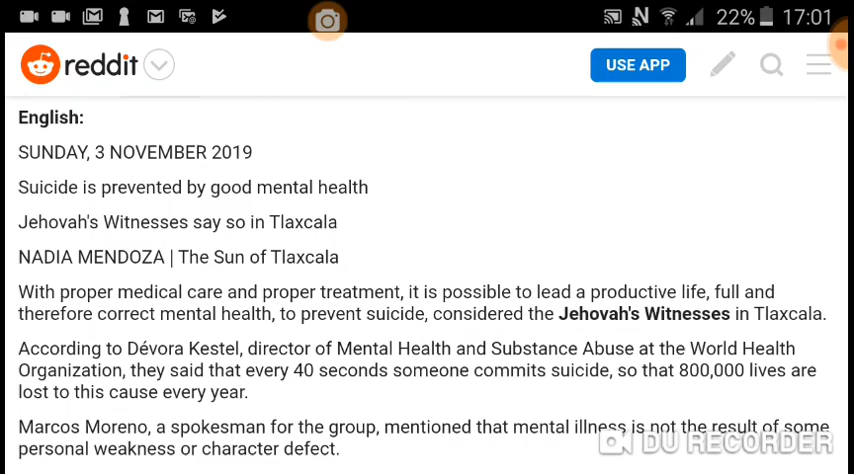 22% 17:01
reddit
USE APP
English:
SUNDAY, 3 NOVEMBER 2019
Suicide is prevented by good mental health
Jehovah's Witnesses say so in Tlaxcala
NADIA MENDOZA | The Sun of Tlaxcala
With proper medical care and proper treatment, it is possible to lead a productive life, full and
therefore correct mental health, to prevent suicide, considered the Jehovah's Witnesses in Tlaxcala.
According to Dévora Kestel, director of Mental Health and Substance Abuse at the World Health
Organization, they said that every 40 seconds someone commits suicide, so that 800,000 lives are
lost to this cause every year.
Marcos Moreno, a spokesman for the group, mentioned that mental illness is not the result of some
personal weakness or character defect.
DU RECORDER